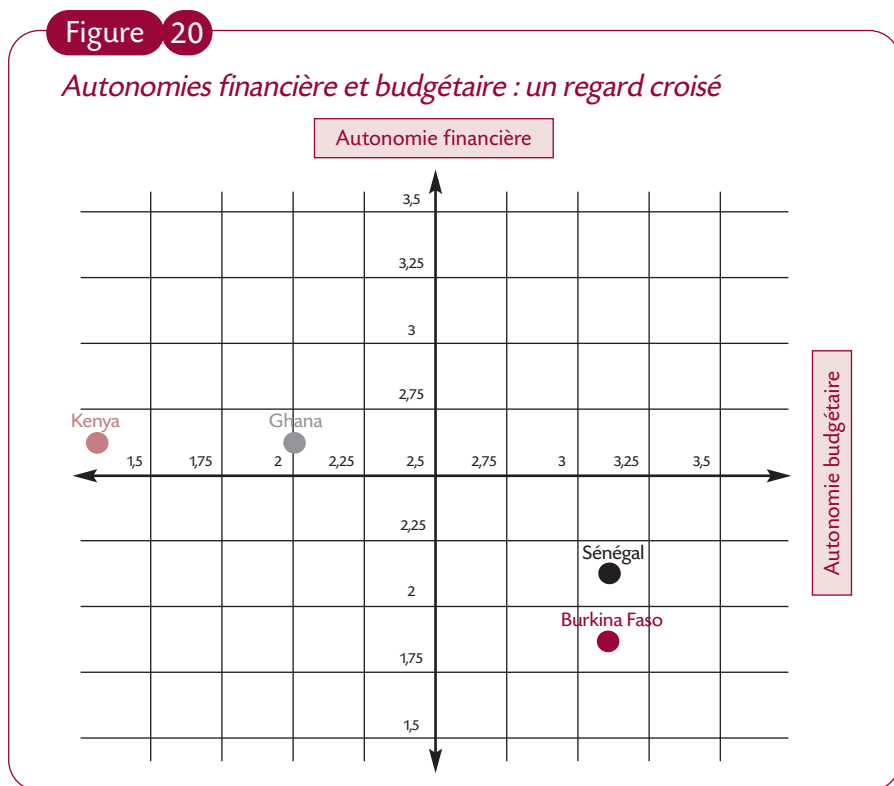 Figure 20
Autonomies financière et budgétaire : un regard croisé
Autonomie financière
3,5
3,25
3
2,75
Kenya
Ghana
1,5 1,75 2 2,25 2,5 2,75 3 3,25 3,5
Autonomie budgétaire
2,25
Sénégal
2
Burkina Faso
1,75
1,5